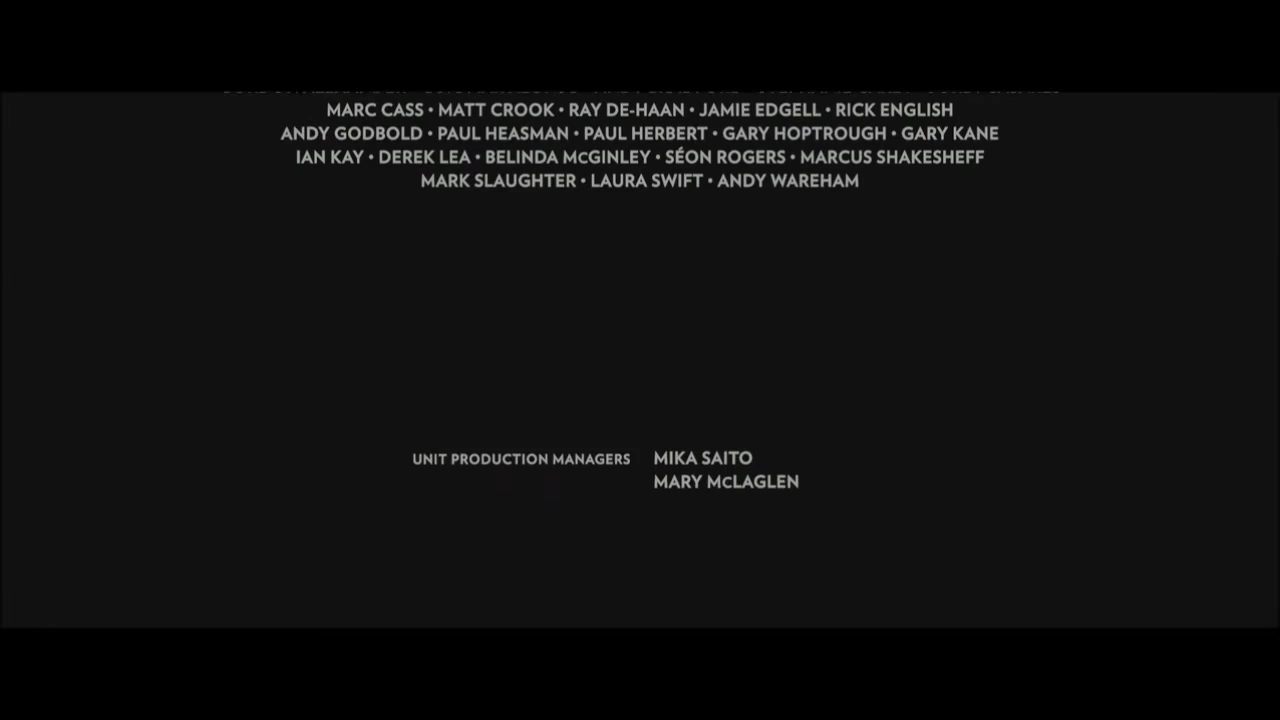 MARC CASS • MATT CROOK • RAY DE-HAAN • JAMIE EDGELL • RICK ENGLISH
ANDY GODBOLD • PAUL HEASMAN • PAUL HERBERT • GARY HOPTROUGH • GARY KANE
IAN KAY • DEREK LEA • BELINDA McGINLEY • SÉON ROGERS • MARCUS SHAKESHEFF
MARK SLAUGHTER • LAURA SWIFT • ANDY WAREHAM
UNIT PRODUCTION MANAGERS MIKA SAITO
MARY McLAGLEN